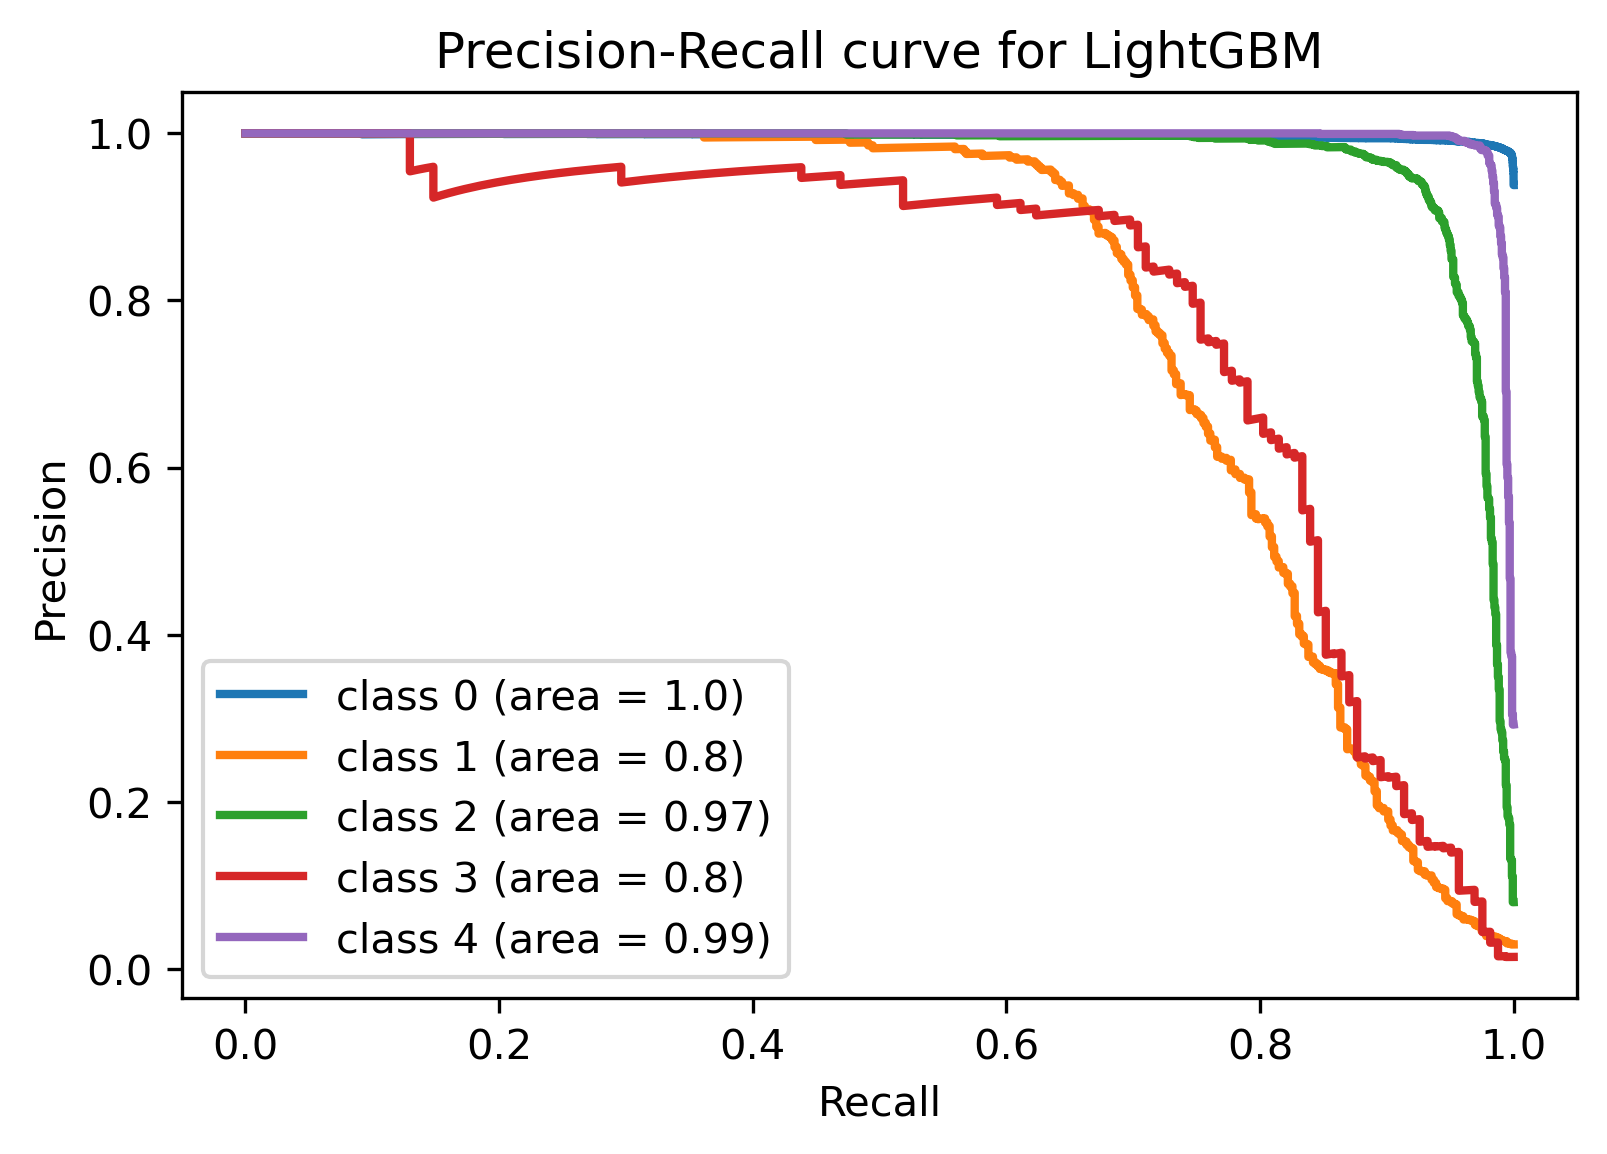 Precision-Recall curve for LightGBM
1.0
0.8
0.6
0.4
0.2
0.0
Precision
class 0 (area = 1.0)
class 1 (area = 0.8)
class 2 (area = 0.97)
class 3 (area = 0.8)
class 4 (area = 0.99)
0.0 0.2 0.4 0.6 0.8 1.0
Recall